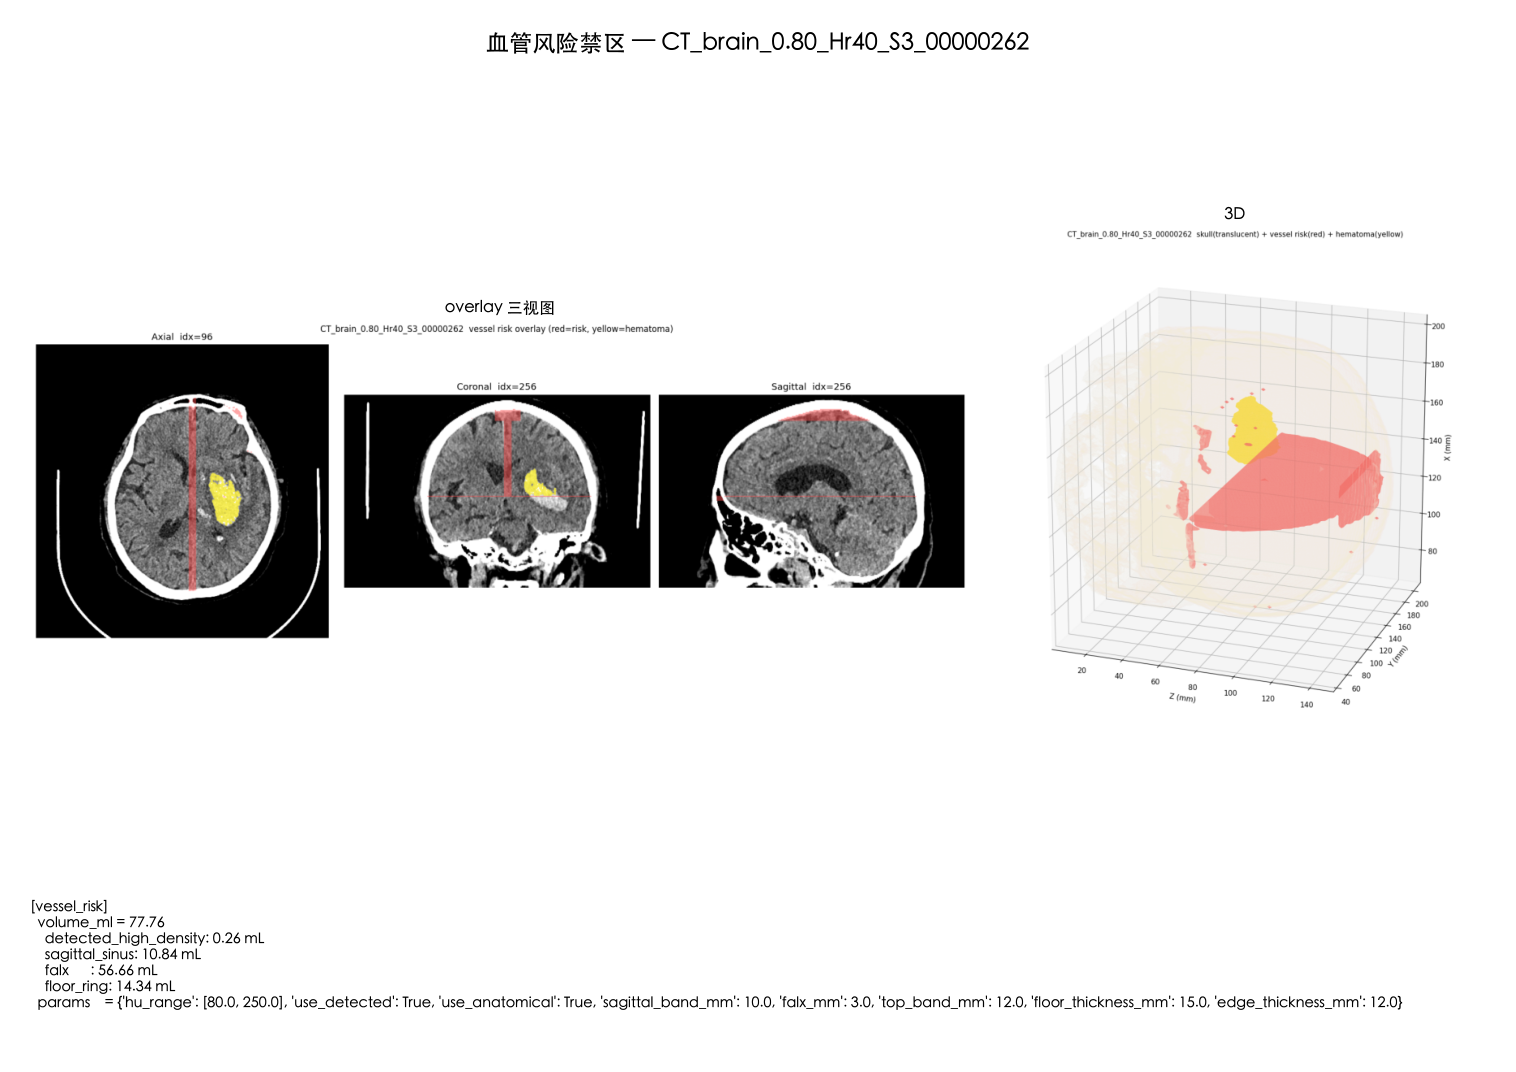 血管风险禁区 — CT_brain_0.80_Hr40_S3_00000262
overlay 三视图
CT_brain_0.80_Hr40_S3_00000262 vessel risk overlay (red=risk, yellow=hematoma)
Axial idx=96
Coronal idx=256
Sagittal idx=256
3D
CT_brain_0.80_Hr40_S3_00000262 skull(translucent) + vessel risk(red) + hematoma(yellow)
200
180
160
140
120
100
80
X (mm)
200
180
160
140
120
100
80
60
40
Y (mm)
20
40
60
80
100
120
140
Z (mm)
[vessel_risk]
volume_ml = 77.76
detected_high_density: 0.26 mL
sagittal_sinus: 10.84 mL
falx : 56.66 mL
floor_ring: 14.34 mL
params = {'hu_range': [80.0, 250.0], 'use_detected': True, 'use_anatomical': True, 'sagittal_band_mm': 10.0, 'falx_mm': 3.0, 'top_band_mm': 12.0, 'floor_thickness_mm': 15.0, 'edge_thickness_mm': 12.0}